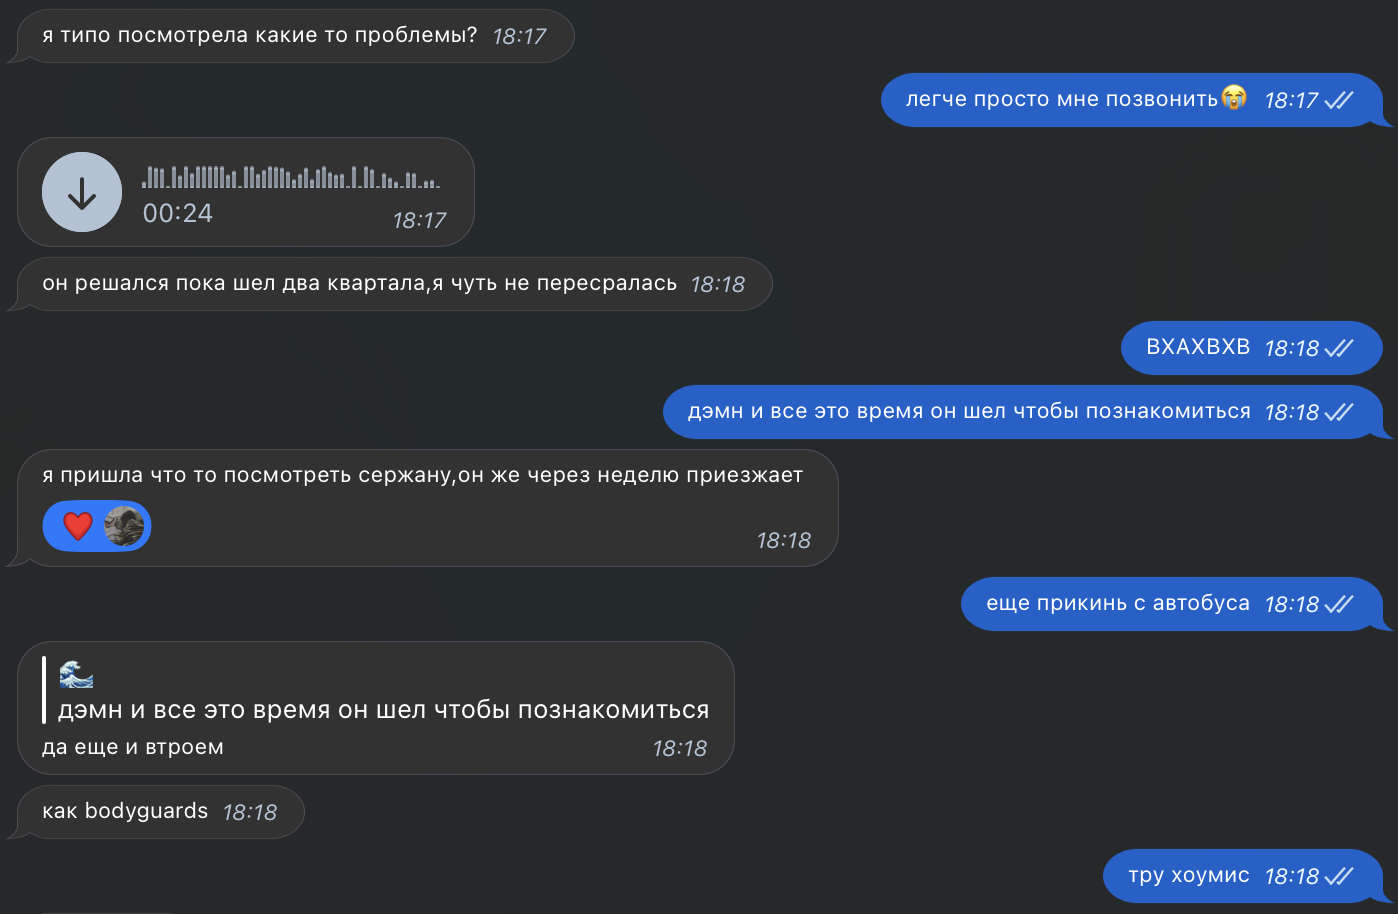 я типо посмотрела какие то проблемы? 18:17
легче просто мне позвонить😭 18:17
00:24 18:17
он решался пока шел два квартала,я чуть не пересралась 18:18
ВХАХВХВ 18:18
дэмн и все это время он шел чтобы познакомиться 18:18
я пришла что то посмотреть сержану,он же через неделю приезжает
❤️ 18:18
еще прикинь с автобуса 18:18
🌊
дэмн и все это время он шел чтобы познакомиться
да еще и втроем 18:18
как bodyguards 18:18
тру хоумис 18:18